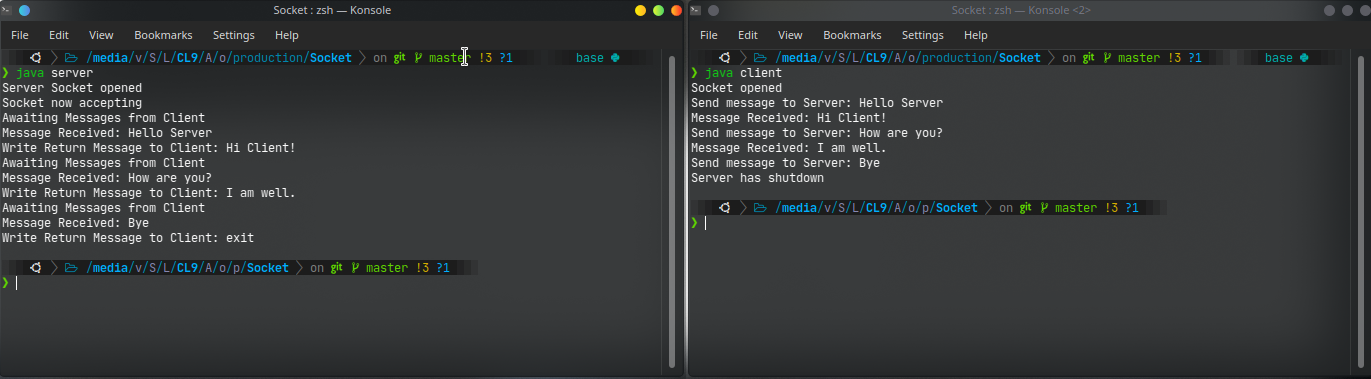 Socket : zsh — Konsole
File Edit View Bookmarks Settings Help
/media/v/S/L/CL9/A/o/production/Socket on git master !3 ?1 base
❯ java server
Server Socket opened
Socket now accepting
Awaiting Messages from Client
Message Received: Hello Server
Write Return Message to Client: Hi Client!
Awaiting Messages from Client
Message Received: How are you?
Write Return Message to Client: I am well.
Awaiting Messages from Client
Message Received: Bye
Write Return Message to Client: exit
/media/v/S/L/CL9/A/o/p/Socket on git master !3 ?1
❯
Socket : zsh — Konsole <2>
File Edit View Bookmarks Settings Help
/media/v/S/L/CL9/A/o/production/Socket on git master !3 ?1 base
❯ java client
Socket opened
Send message to Server: Hello Server
Message Received: Hi Client!
Send message to Server: How are you?
Message Received: I am well.
Send message to Server: Bye
Server has shutdown
/media/v/S/L/CL9/A/o/p/Socket on git master !3 ?1
❯